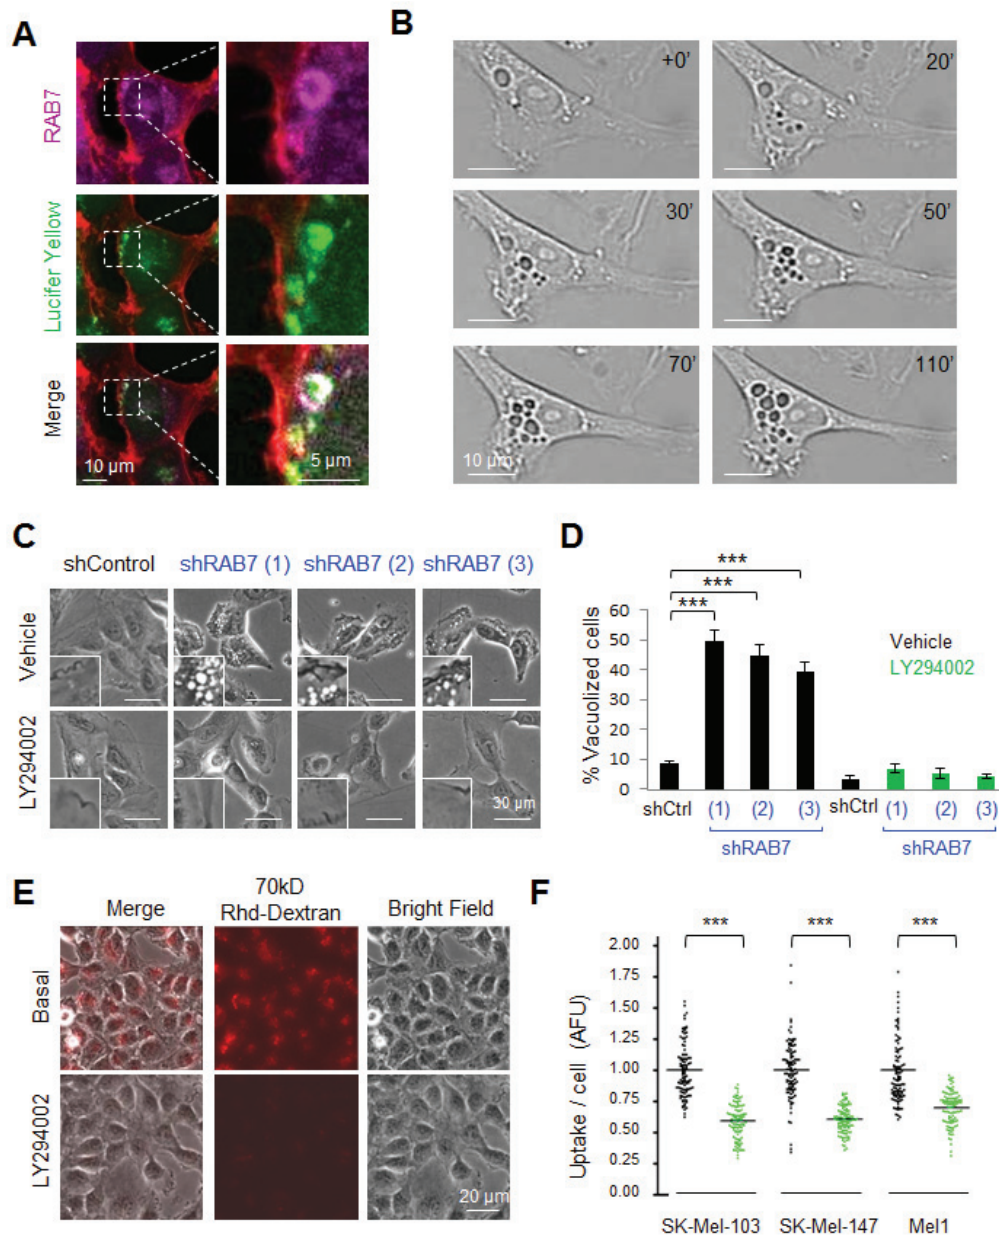 A
RAB7
Lucifer Yellow
Merge
10 µm
5 µm
B
+0’
20’
30’
50’
70’
110’
10 µm
C
shControl
shRAB7 (1)
shRAB7 (2)
shRAB7 (3)
Vehicle
LY294002
30 µm
D
***
***
***
% Vacuolized cells
60
50
40
30
20
10
0
Vehicle
LY294002
shCtrl
(1)
(2)
(3)
shCtrl
(1)
(2)
(3)
shRAB7
shRAB7
E
Merge
70kD
Rhd-Dextran
Bright Field
Basal
LY294002
20 µm
F
***
***
***
Uptake / cell (AFU)
2.00
1.75
1.50
1.25
1.00
0.75
0.50
0.25
0.00
SK-Mel-103
SK-Mel-147
Mel1